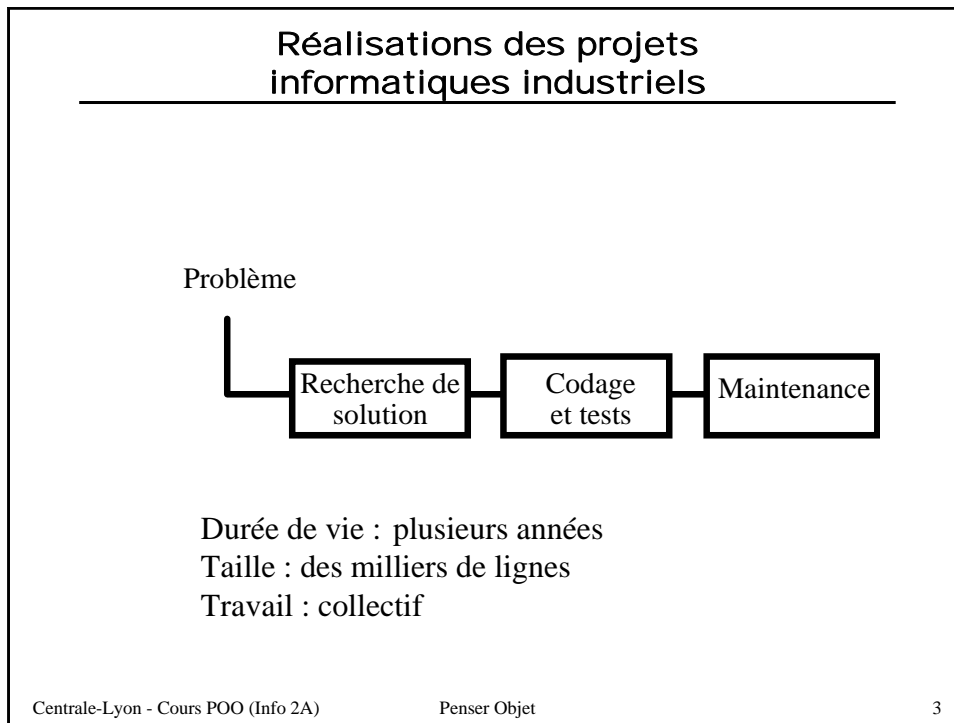 Réalisations des projets
informatiques industriels
Problème
Recherche de
solution
Codage
et tests
Maintenance
Durée de vie : plusieurs années
Taille : des milliers de lignes
Travail : collectif
Centrale-Lyon - Cours POO (Info 2A) Penser Objet 3